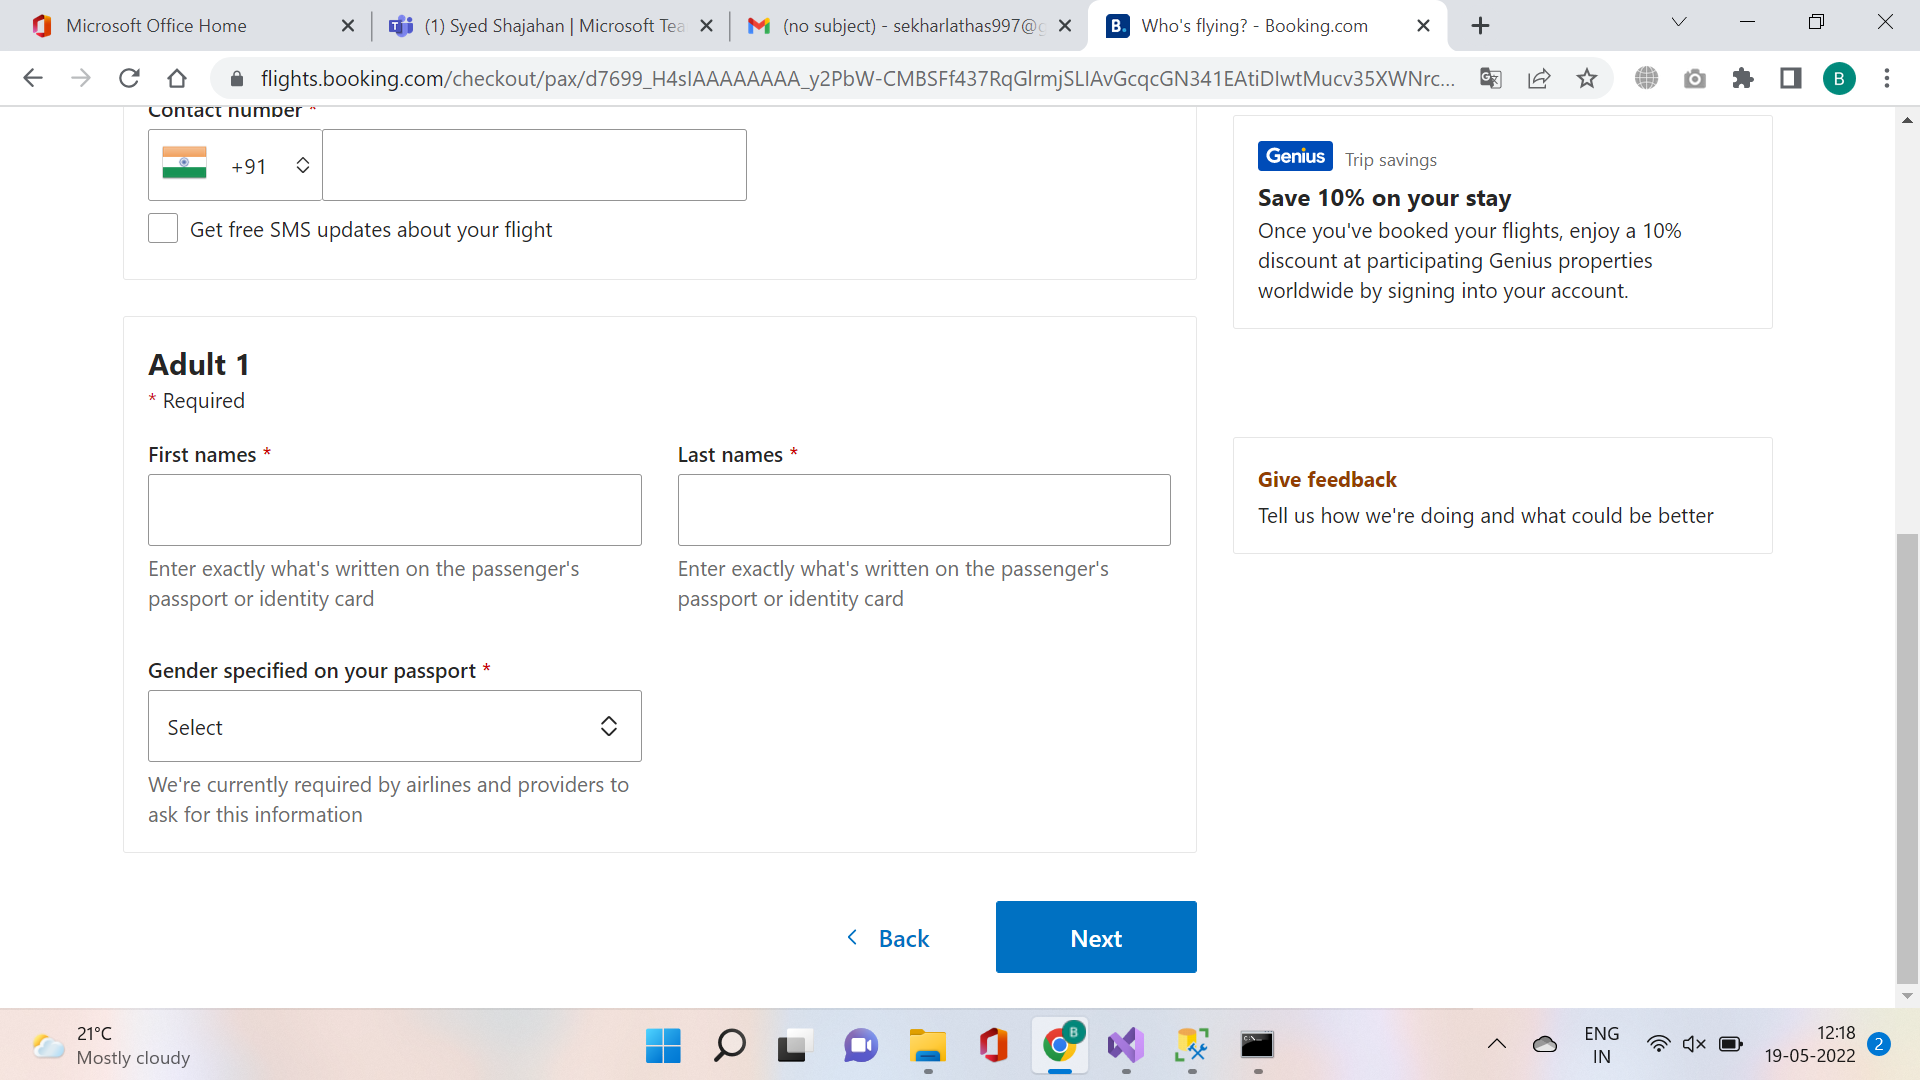 Microsoft Office Home
(1) Syed Shajahan | Microsoft Tea
(no subject) - sekharlathas997@g
B. Who's flying? - Booking.com
flights.booking.com/checkout/pax/d7699_H4sIAAAAAAAA_y2PbW-CMBSFf437RqGlrmjSLIAvGcqcGN341EAtiDIwtMucv35XWNrc...
B
Contact number *
+91
Get free SMS updates about your flight
Adult 1
* Required
First names *
Last names *
Enter exactly what's written on the passenger's
passport or identity card
Enter exactly what's written on the passenger's
passport or identity card
Gender specified on your passport *
Select
We're currently required by airlines and providers to
ask for this information
Back
Next
Genius Trip savings
Save 10% on your stay
Once you've booked your flights, enjoy a 10%
discount at participating Genius properties
worldwide by signing into your account.
Give feedback
Tell us how we're doing and what could be better
21°C
Mostly cloudy
B
ENG
IN
12:18
19-05-2022
2